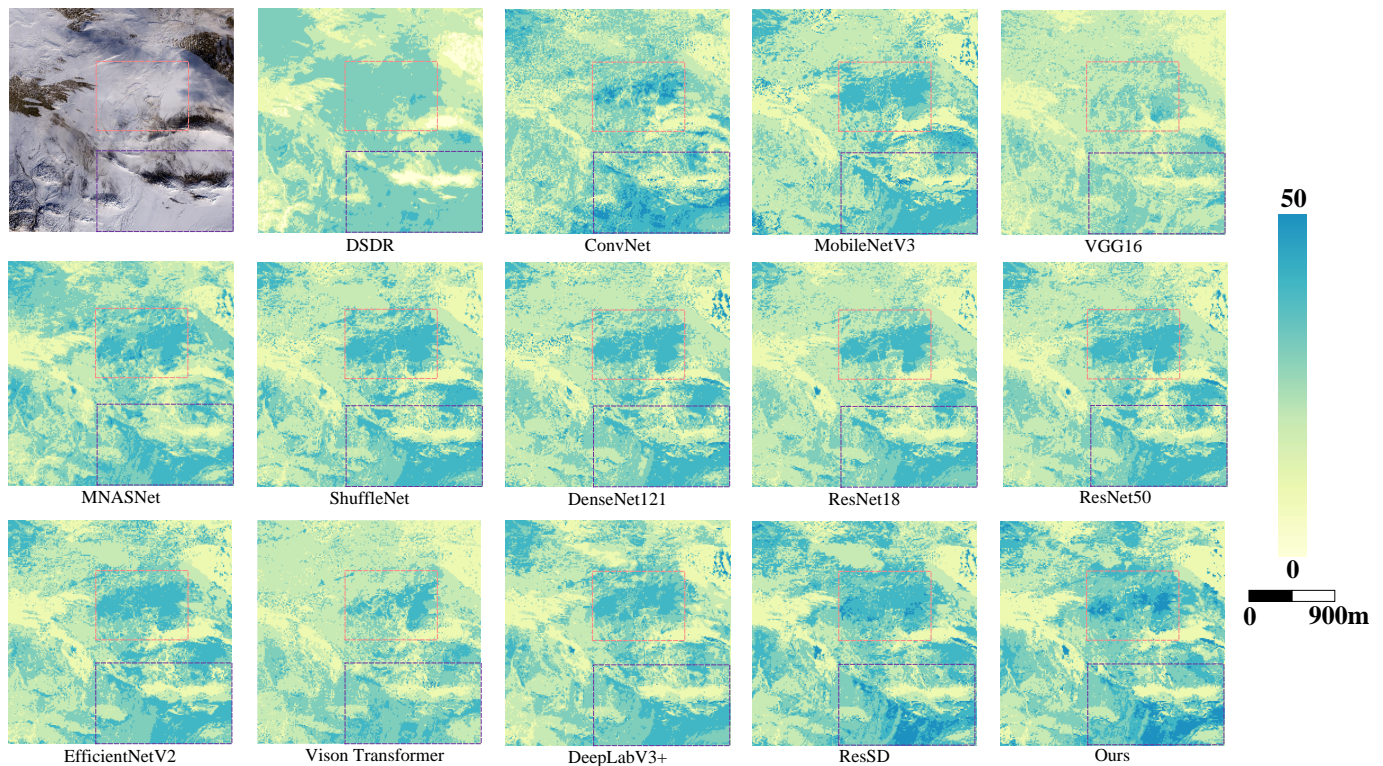 DSDR
ConvNet
MobileNetV3
VGG16
MNASNet
ShuffleNet
DenseNet121
ResNet18
ResNet50
EfficientNetV2
Vison Transformer
DeepLabV3+
ResSD
Ours
50
0
0 900m